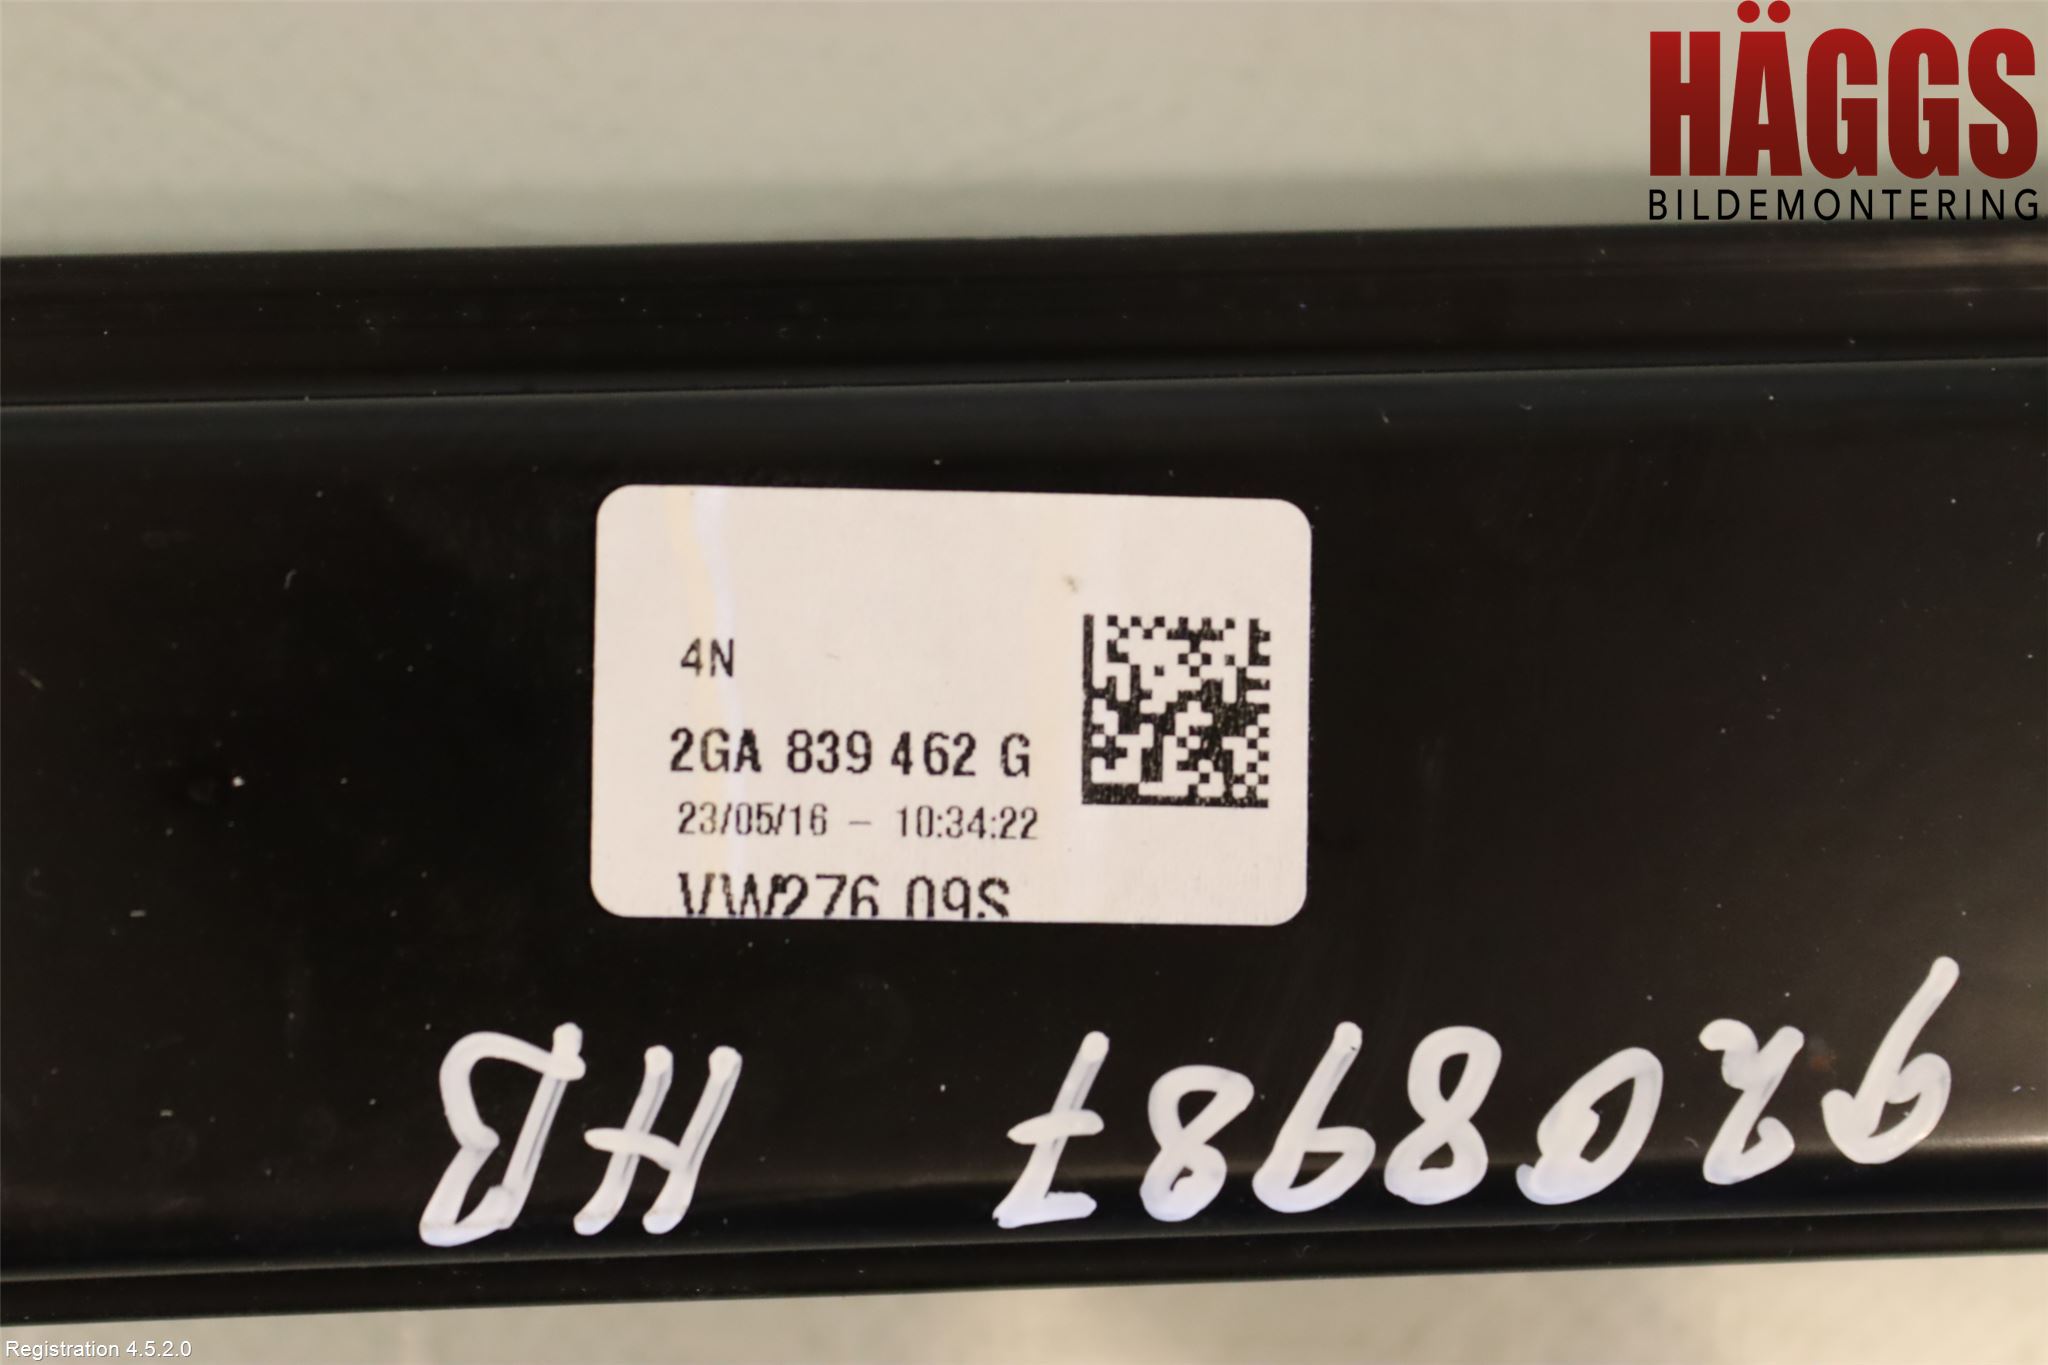 HÄGGS
BILDEMONTERING
4N
2GA 839 462 G
23/05/16 – 10:34:22
VW276 09S
P208987 HB
Registration 4.5.2.0